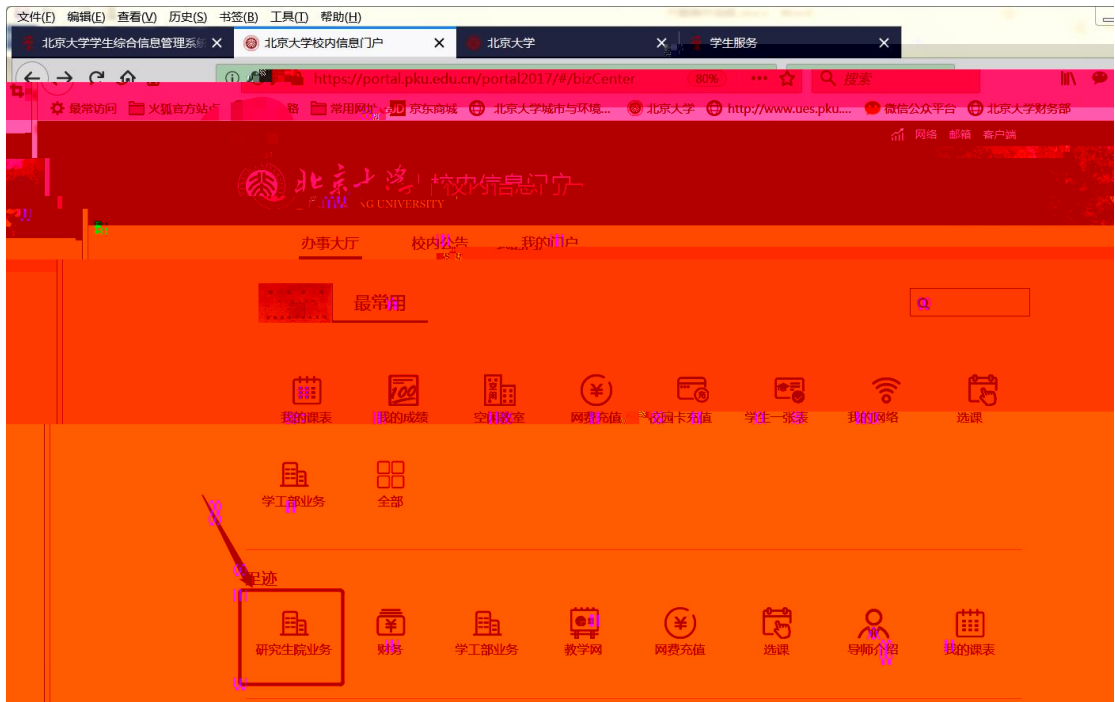 文件(F) 编辑(E) 查看(V) 历史(S) 书签(B) 工具(T) 帮助(H)
北京大学学生综合信息管理系统 北京大学校内信息门户 北京大学 学生服务
https://portal.pku.edu.cn/portal2017/#/bizCenter 80% 搜索
最常访问 火狐官方站点 常用网址 JD 京东商城 北京大学城市与环境... 北京大学 http://www.ues.pku.... 微信公众平台 北京大学财务部
网络 邮箱 客户端
北京大学 校内信息门户
NG UNIVERSITY
办事大厅 校内公告 我的门户
最常用
我的课表 我的成绩 空闲教室 网费充值 校园卡充值 学生一张表 我的网络 选课
学工部业务 全部
足迹
研究生院业务 财务 学工部业务 教学网 网费充值 选课 导师介绍 我的课表